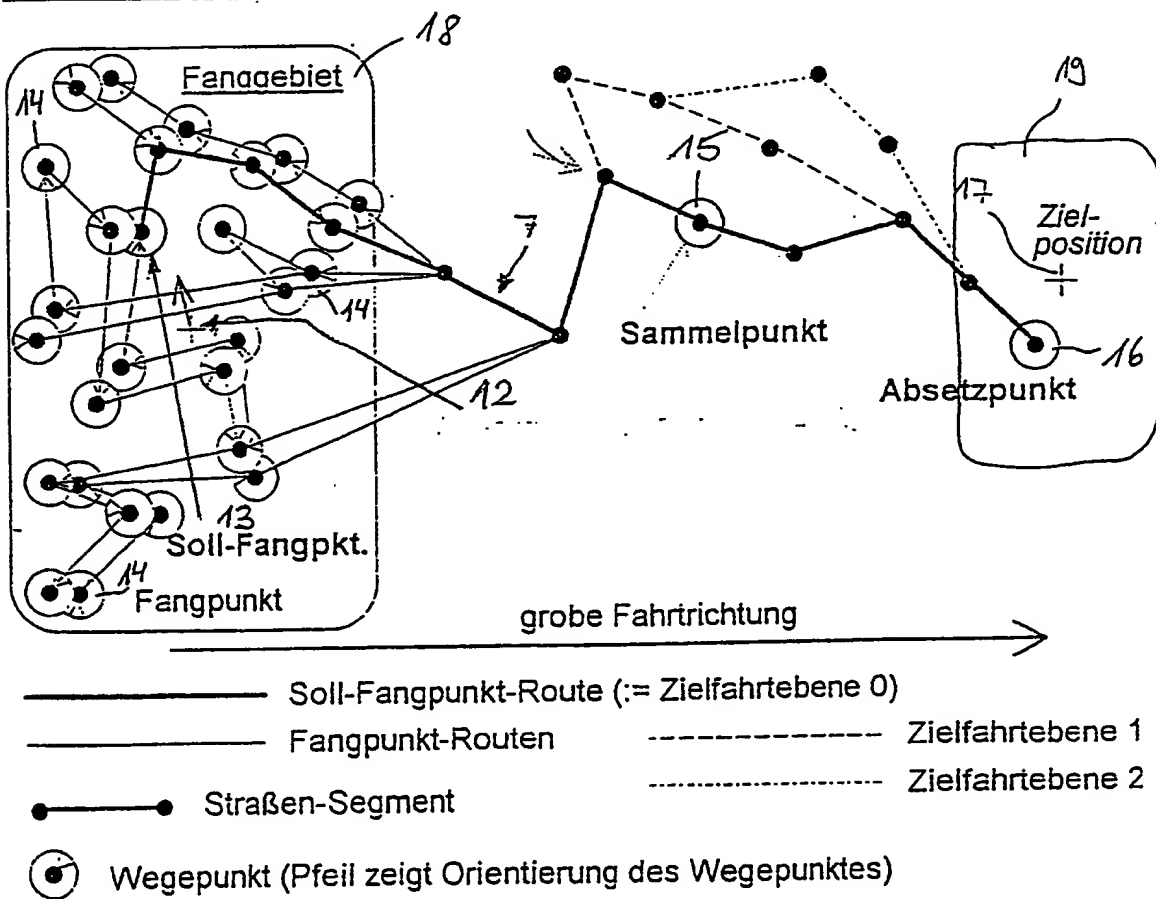 18
Fanggebiet
19
14
15
17
7
Ziel-
position
14
Sammelpunkt
16
12
Absetzpunkt
13
Soll-Fangpkt.
14
Fangpunkt
grobe Fahrtrichtung
Soll-Fangpunkt-Route (:= Zielfahrtebene 0)
Fangpunkt-Routen
Zielfahrtebene 1
Zielfahrtebene 2
Straßen-Segment
Wegepunkt (Pfeil zeigt Orientierung des Wegepunktes)